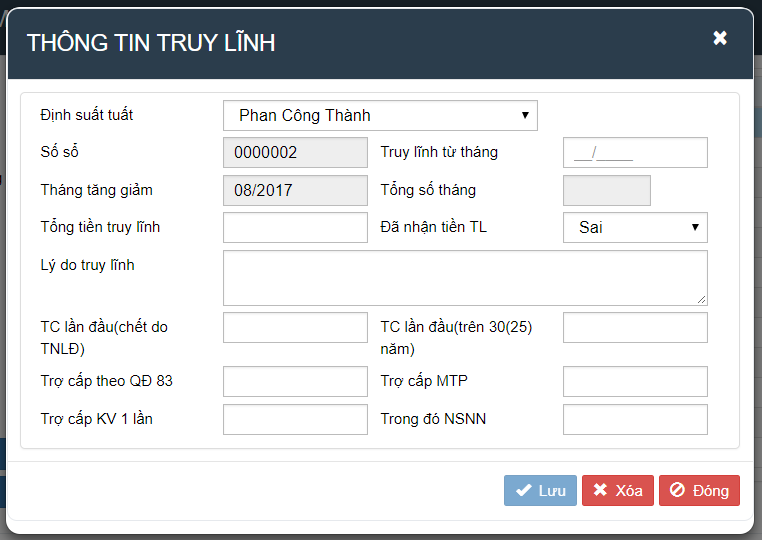 THÔNG TIN TRUY LĨNH
Định suất tuất Phan Công Thành
Số sổ 0000002 Truy lĩnh từ tháng __/____
Tháng tăng giảm 08/2017 Tổng số tháng
Tổng tiền truy lĩnh Đã nhận tiền TL Sai
Lý do truy lĩnh
TC lần đầu(chết do TC lần đầu(trên 30(25)
TNLĐ) năm)
Trợ cấp theo QĐ 83 Trợ cấp MTP
Trợ cấp KV 1 lần Trong đó NSNN
Lưu Xóa Đóng